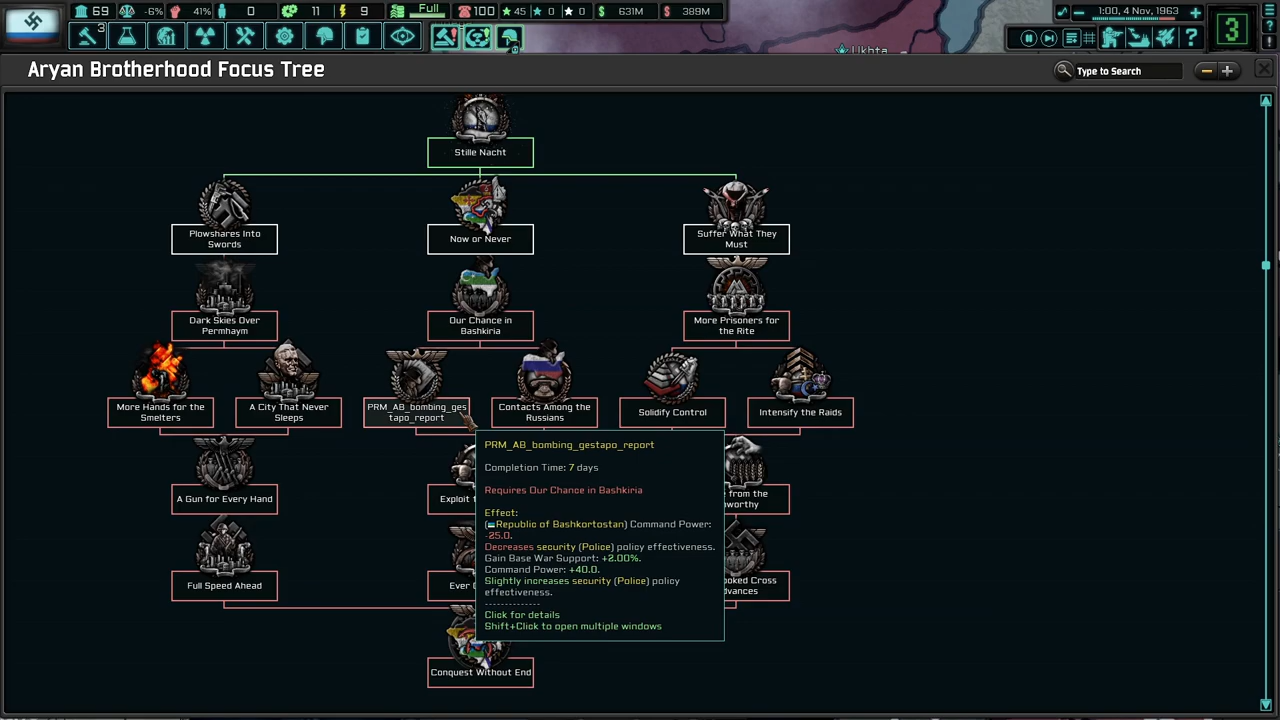 69 -6% 41% 0 11 9 Full 100 45 0 0 631M 389M
1:00, 4 Nov, 1963
3
3
Ukhta
Aryan Brotherhood Focus Tree
Type to Search
Stille Nacht
Plowshares Into
Swords
Now or Never
Suffer What They
Must
Dark Skies Over
Permhaym
Our Chance in
Bashkiria
More Prisoners for
the Rite
More Hands for the
Smelters
A City That Never
Sleeps
PRM_AB_bombing_ges
tapo_report
Contacts Among the
Russians
Solidify Control
Intensify the Raids
A Gun for Every Hand
Exploit
from the
Full Speed Ahead
Ever
Cross
Conquest Without End
PRM_AB_bombing_gestapo_report
Completion Time: 7 days
Requires Our Chance in Bashkiria
Effect:
(Republic of Bashkortostan) Command Power:
-25.0.
Decreases security (Police) policy effectiveness.
Gain Base War Support: +2.00%.
Command Power: +40.0.
Slightly increases security (Police) policy
effectiveness.
--------------
Click for details
Shift+Click to open multiple windows